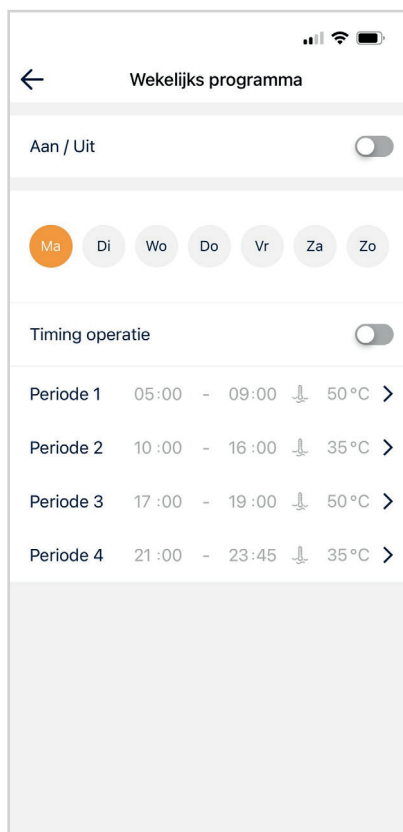 Wekelijks programma
Aan / Uit
Ma Di Wo Do Vr Za Zo
Timing operatie
Periode 1 05:00 - 09:00 50°C
Periode 2 10:00 - 16:00 35°C
Periode 3 17:00 - 19:00 50°C
Periode 4 21:00 - 23:45 35°C